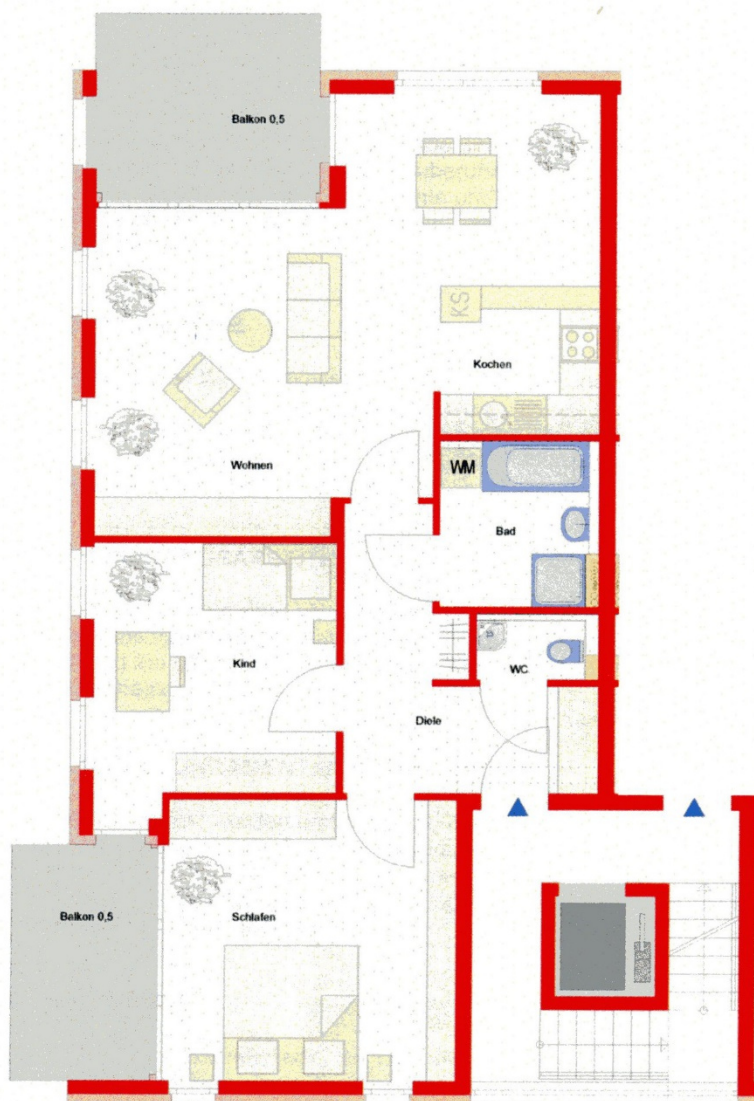 Balkon 0,5
KS
Kochen
Wohnen
WM
Bad
Kind
WC
Diele
Balkon 0,5
Schlafen